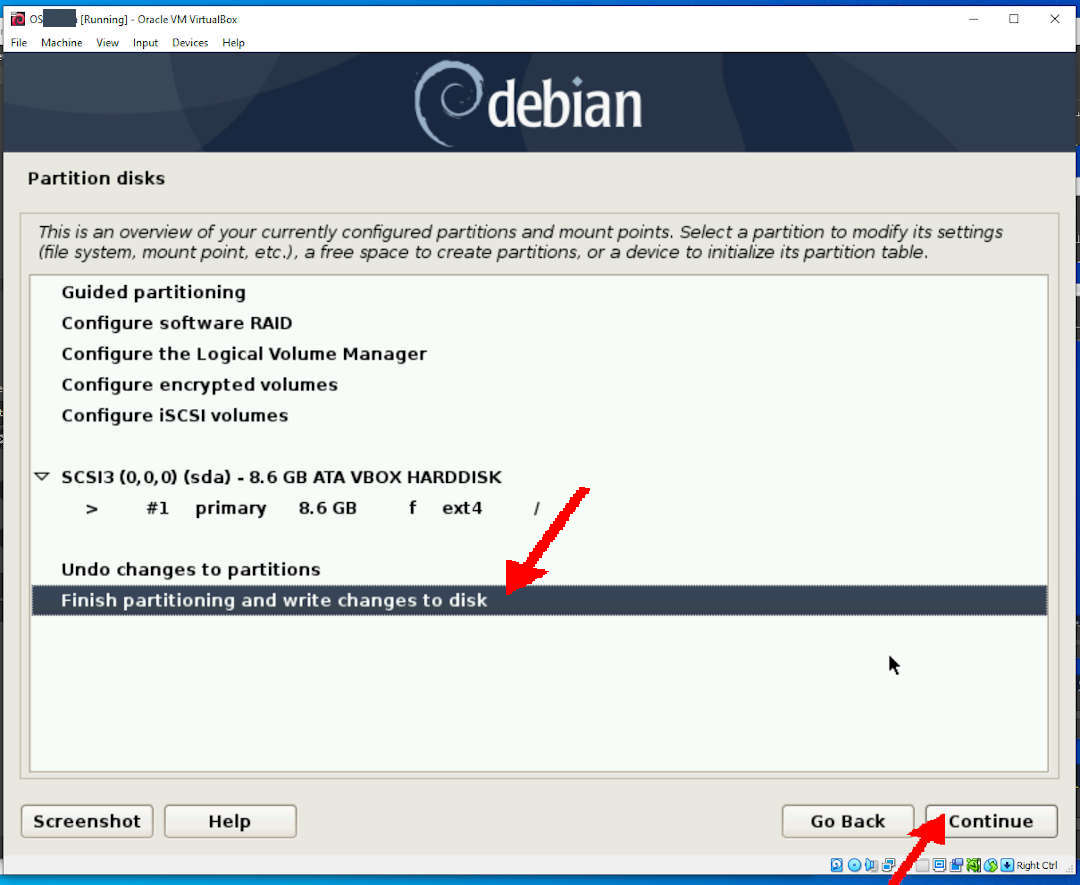 OS [Running] - Oracle VM VirtualBox
File Machine View Input Devices Help
debian
Partition disks
This is an overview of your currently configured partitions and mount points. Select a partition to modify its settings
(file system, mount point, etc.), a free space to create partitions, or a device to initialize its partition table.
Guided partitioning
Configure software RAID
Configure the Logical Volume Manager
Configure encrypted volumes
Configure iSCSI volumes
SCSI3 (0,0,0) (sda) - 8.6 GB ATA VBOX HARDDISK
> #1 primary 8.6 GB f ext4 /
Undo changes to partitions
Finish partitioning and write changes to disk
Screenshot Help Go Back Continue
Right Ctrl